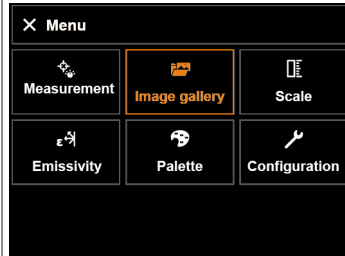 Menu
Measurement
Image gallery
Scale
ε
Emissivity
Palette
Configuration